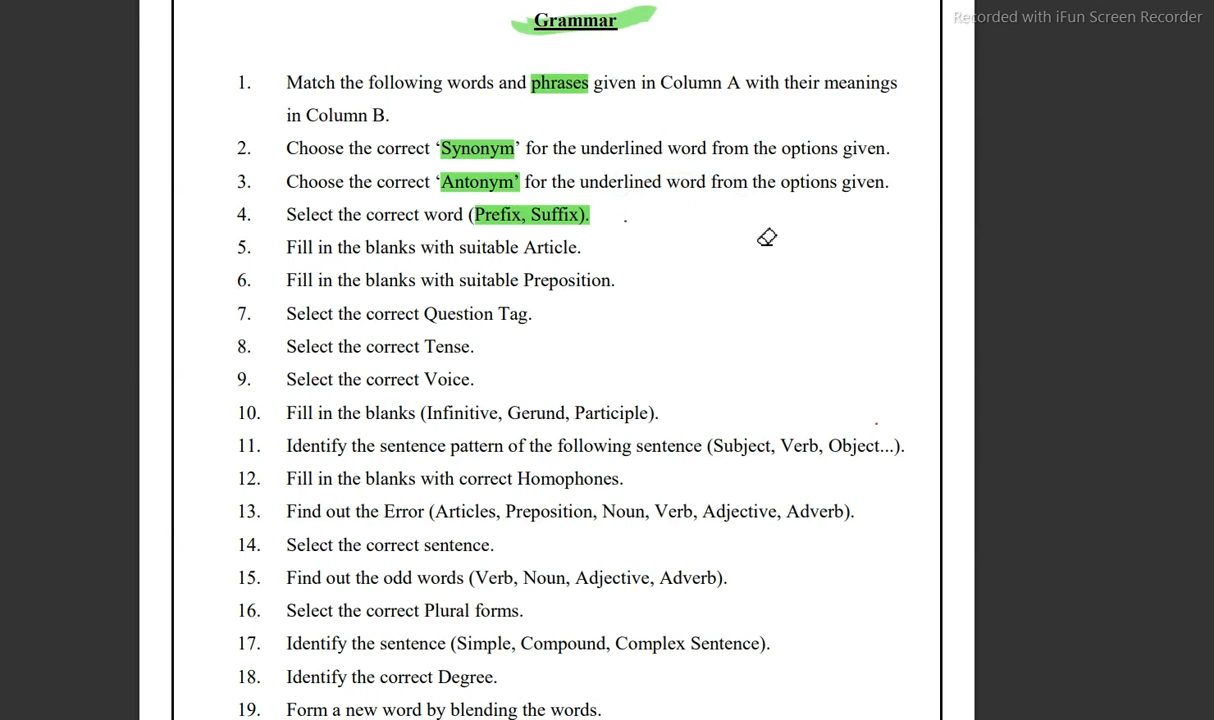 Grammar
Recorded with iFun Screen Recorder
1. Match the following words and phrases given in Column A with their meanings
in Column B.
2. Choose the correct ‘Synonym’ for the underlined word from the options given.
3. Choose the correct ‘Antonym’ for the underlined word from the options given.
4. Select the correct word (Prefix, Suffix).
5. Fill in the blanks with suitable Article.
6. Fill in the blanks with suitable Preposition.
7. Select the correct Question Tag.
8. Select the correct Tense.
9. Select the correct Voice.
10. Fill in the blanks (Infinitive, Gerund, Participle).
11. Identify the sentence pattern of the following sentence (Subject, Verb, Object...).
12. Fill in the blanks with correct Homophones.
13. Find out the Error (Articles, Preposition, Noun, Verb, Adjective, Adverb).
14. Select the correct sentence.
15. Find out the odd words (Verb, Noun, Adjective, Adverb).
16. Select the correct Plural forms.
17. Identify the sentence (Simple, Compound, Complex Sentence).
18. Identify the correct Degree.
19. Form a new word by blending the words.